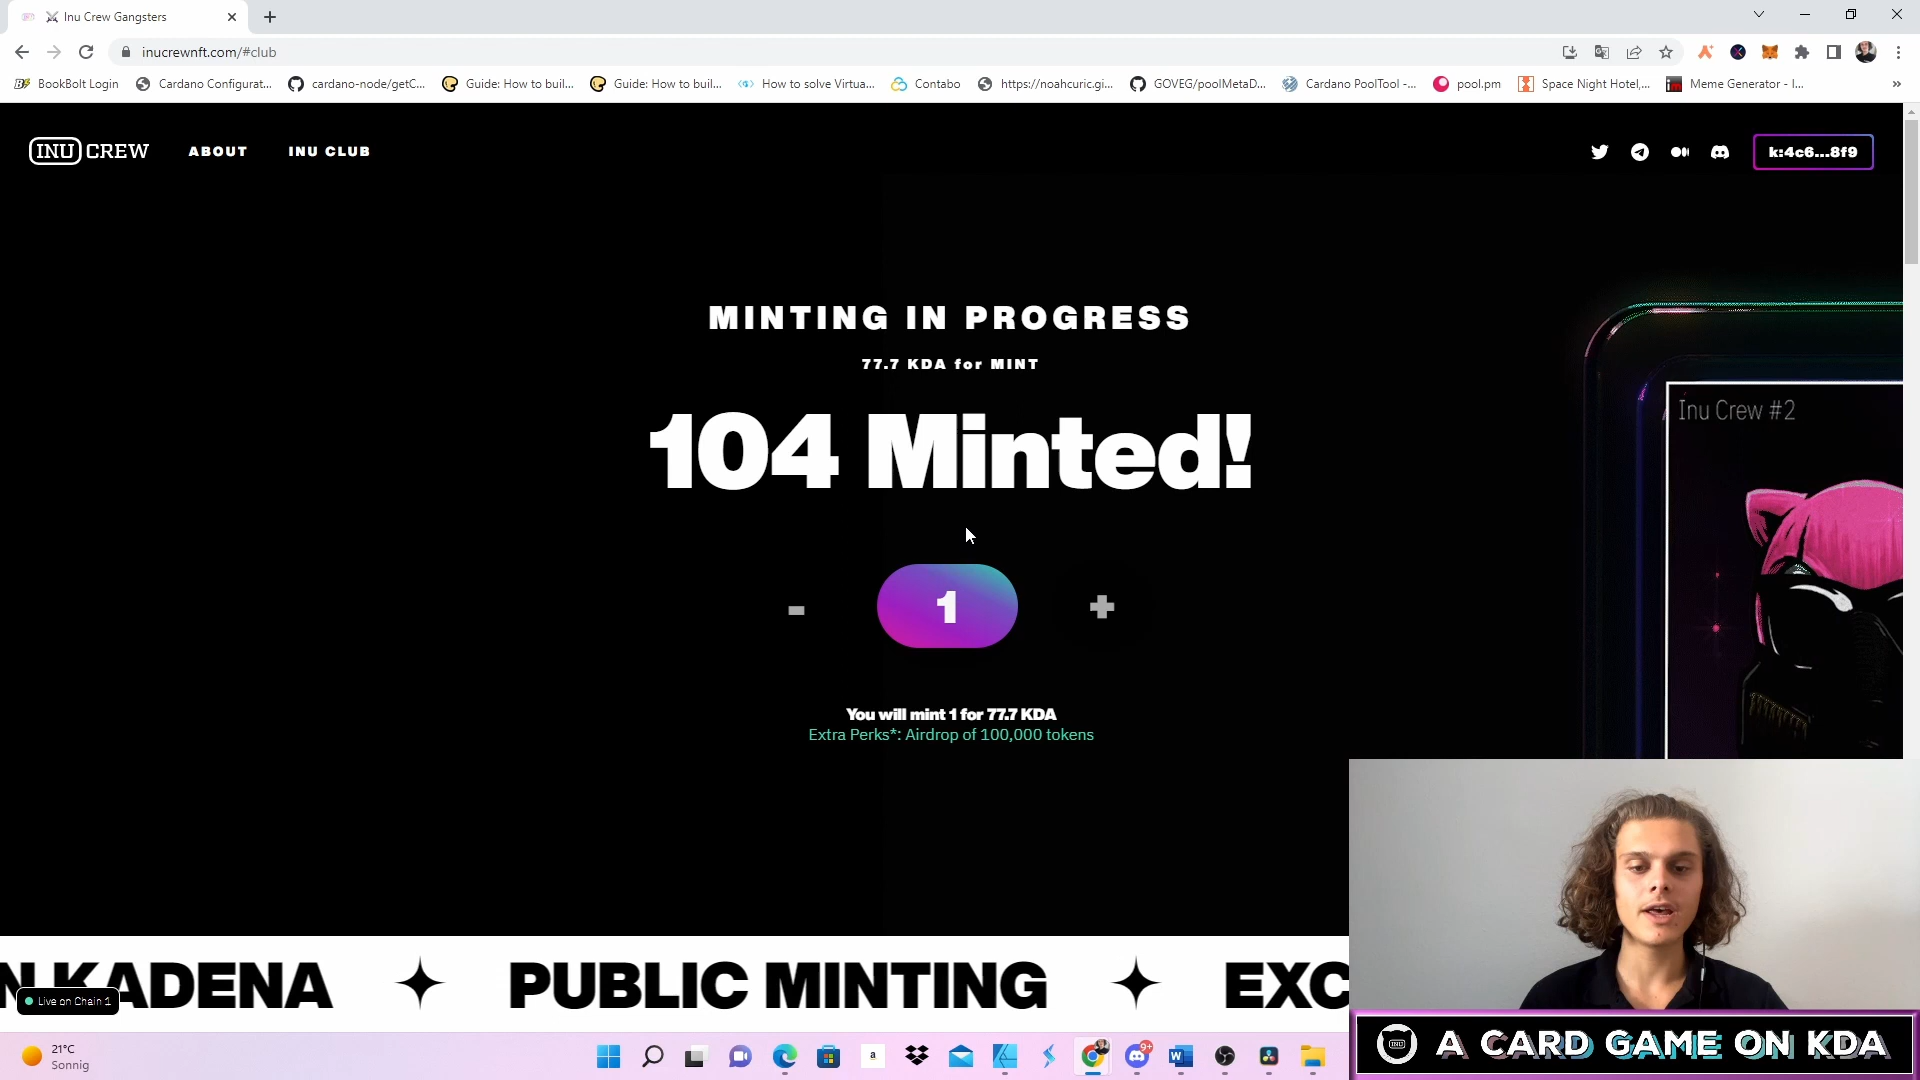 Inu Crew Gangsters
inucrewnft.com/#club
BookBolt Login
Cardano Configurat...
cardano-node/getC...
Guide: How to buil...
Guide: How to buil...
How to solve Virtua...
Contabo
https://noahcuric.gi...
GOVEG/poolMetaD...
Cardano PoolTool -...
pool.pm
Space Night Hotel,...
Meme Generator - I...
»
INU CREW
ABOUT
INU CLUB
k:4c6...8f9
MINTING IN PROGRESS
77.7 KDA for MINT
104 Minted!
Inu Crew #2
- 1 +
You will mint 1 for 77.7 KDA
Extra Perks*: Airdrop of 100,000 tokens
N KADENA
PUBLIC MINTING
EXC
Live on Chain 1
21°C
Sonnig
a
9+
INU
A CARD GAME ON KDA